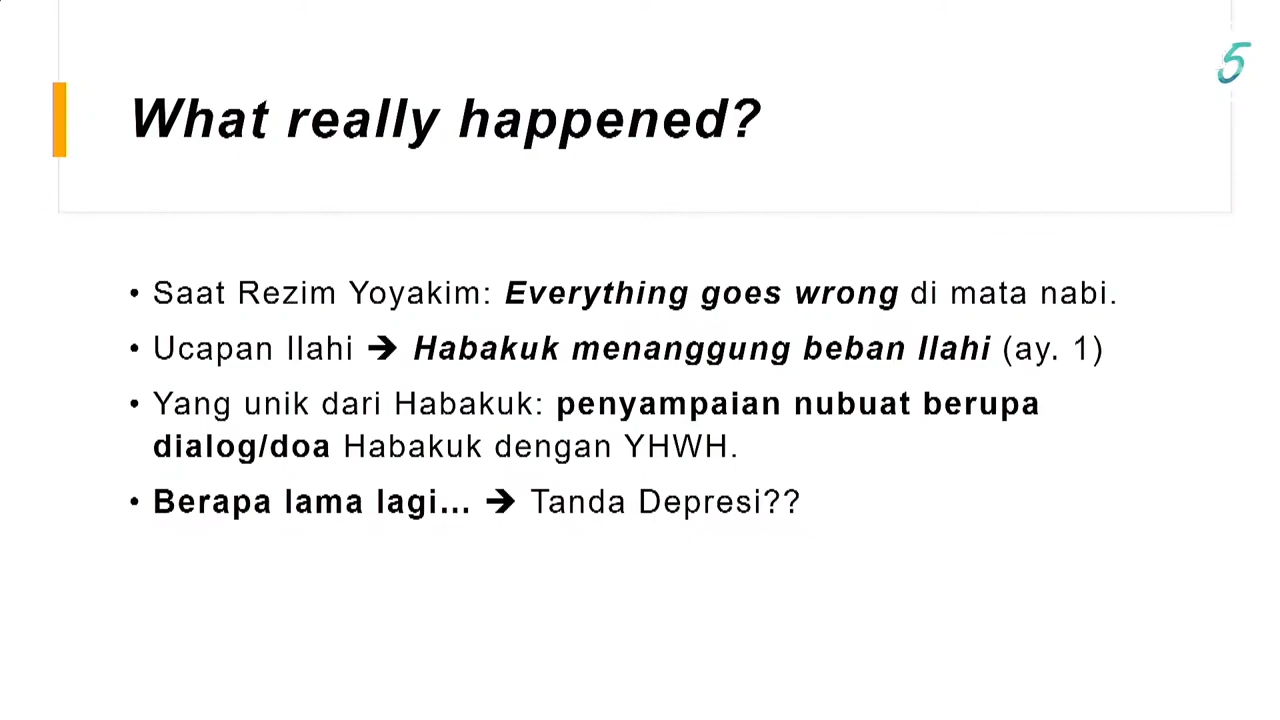 5
What really happened?
• Saat Rezim Yoyakim: Everything goes wrong di mata nabi.
• Ucapan Ilahi ➔ Habakuk menanggung beban Ilahi (ay. 1)
• Yang unik dari Habakuk: penyampaian nubuat berupa
dialog/doa Habakuk dengan YHWH.
• Berapa lama lagi... ➔ Tanda Depresi??